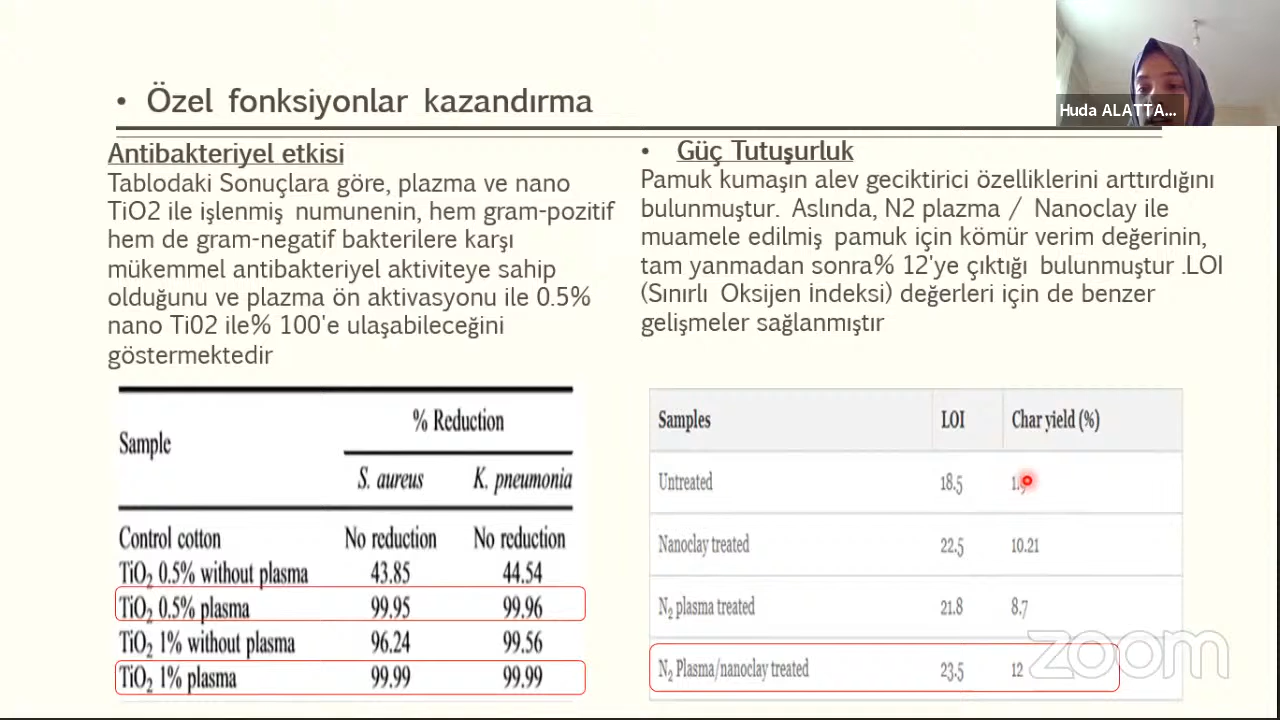 • Özel fonksiyonlar kazandırma
Huda ALATTA...
Antibakteriyel etkisi
Tablodaki Sonuçlara göre, plazma ve nano
TiO2 ile işlenmiş numunenin, hem gram-pozitif
hem de gram-negatif bakterilere karşı
mükemmel antibakteriyel aktiviteye sahip
olduğunu ve plazma ön aktivasyonu ile 0.5%
nano Ti02 ile% 100'e ulaşabileceğini
göstermektedir
• Güç Tutuşurluk
Pamuk kumaşın alev geciktirici özelliklerini arttırdığını
bulunmuştur. Aslında, N2 plazma / Nanoclay ile
muamele edilmiş pamuk için kömür verim değerinin,
tam yanmadan sonra% 12'ye çıktığı bulunmuştur .LOI
(Sınırlı Oksijen İndeksi) değerleri için de benzer
gelişmeler sağlanmıştır
% Reduction
Sample
S. aureus K. pneumonia
Control cotton No reduction No reduction
TiO₂ 0.5% without plasma 43.85 44.54
TiO₂ 0.5% plasma 99.95 99.96
TiO₂ 1% without plasma 96.24 99.56
TiO₂ 1% plasma 99.99 99.99
Samples LOI Char yield (%)
Untreated 18.5
Nanoclay treated 22.5 10.21
N₂ plasma treated 21.8 8.7
N₂ Plasma/nanoclay treated 23.5 12
zoom